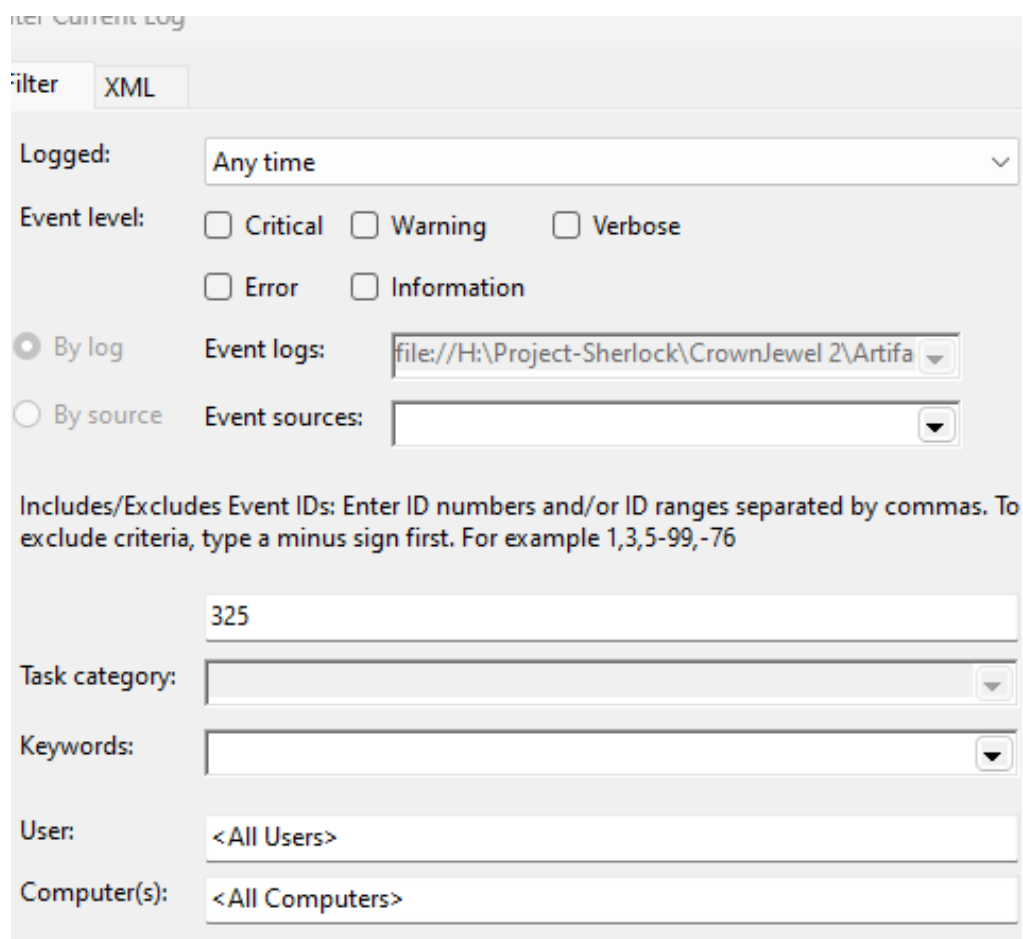 Current Log
Filter XML
Logged: Any time
Event level: Critical Warning Verbose
Error Information
By log Event logs: file://H:\Project-Sherlock\CrownJewel 2\Artifa
By source Event sources:
Includes/Excludes Event IDs: Enter ID numbers and/or ID ranges separated by commas. To
exclude criteria, type a minus sign first. For example 1,3,5-99,-76
325
Task category:
Keywords:
User: <All Users>
Computer(s): <All Computers>